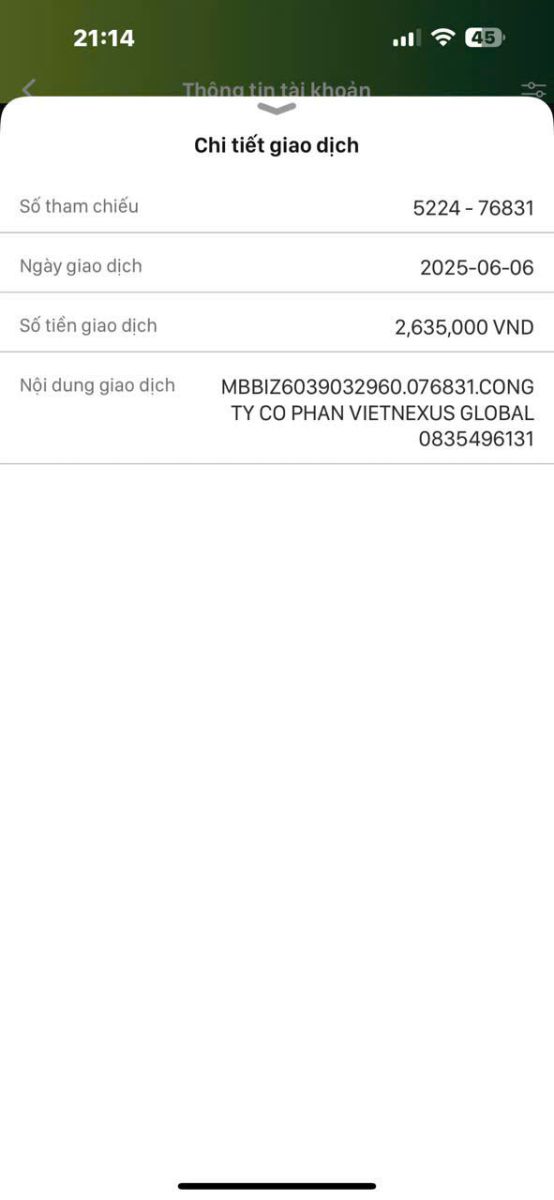 21:14
45
Thông tin tài khoản
Chi tiết giao dịch
Số tham chiếu
5224 - 76831
Ngày giao dịch
2025-06-06
Số tiền giao dịch
2,635,000 VND
Nội dung giao dịch
MBBIZ6039032960.076831.CONG
TY CO PHAN VIETNEXUS GLOBAL
0835496131